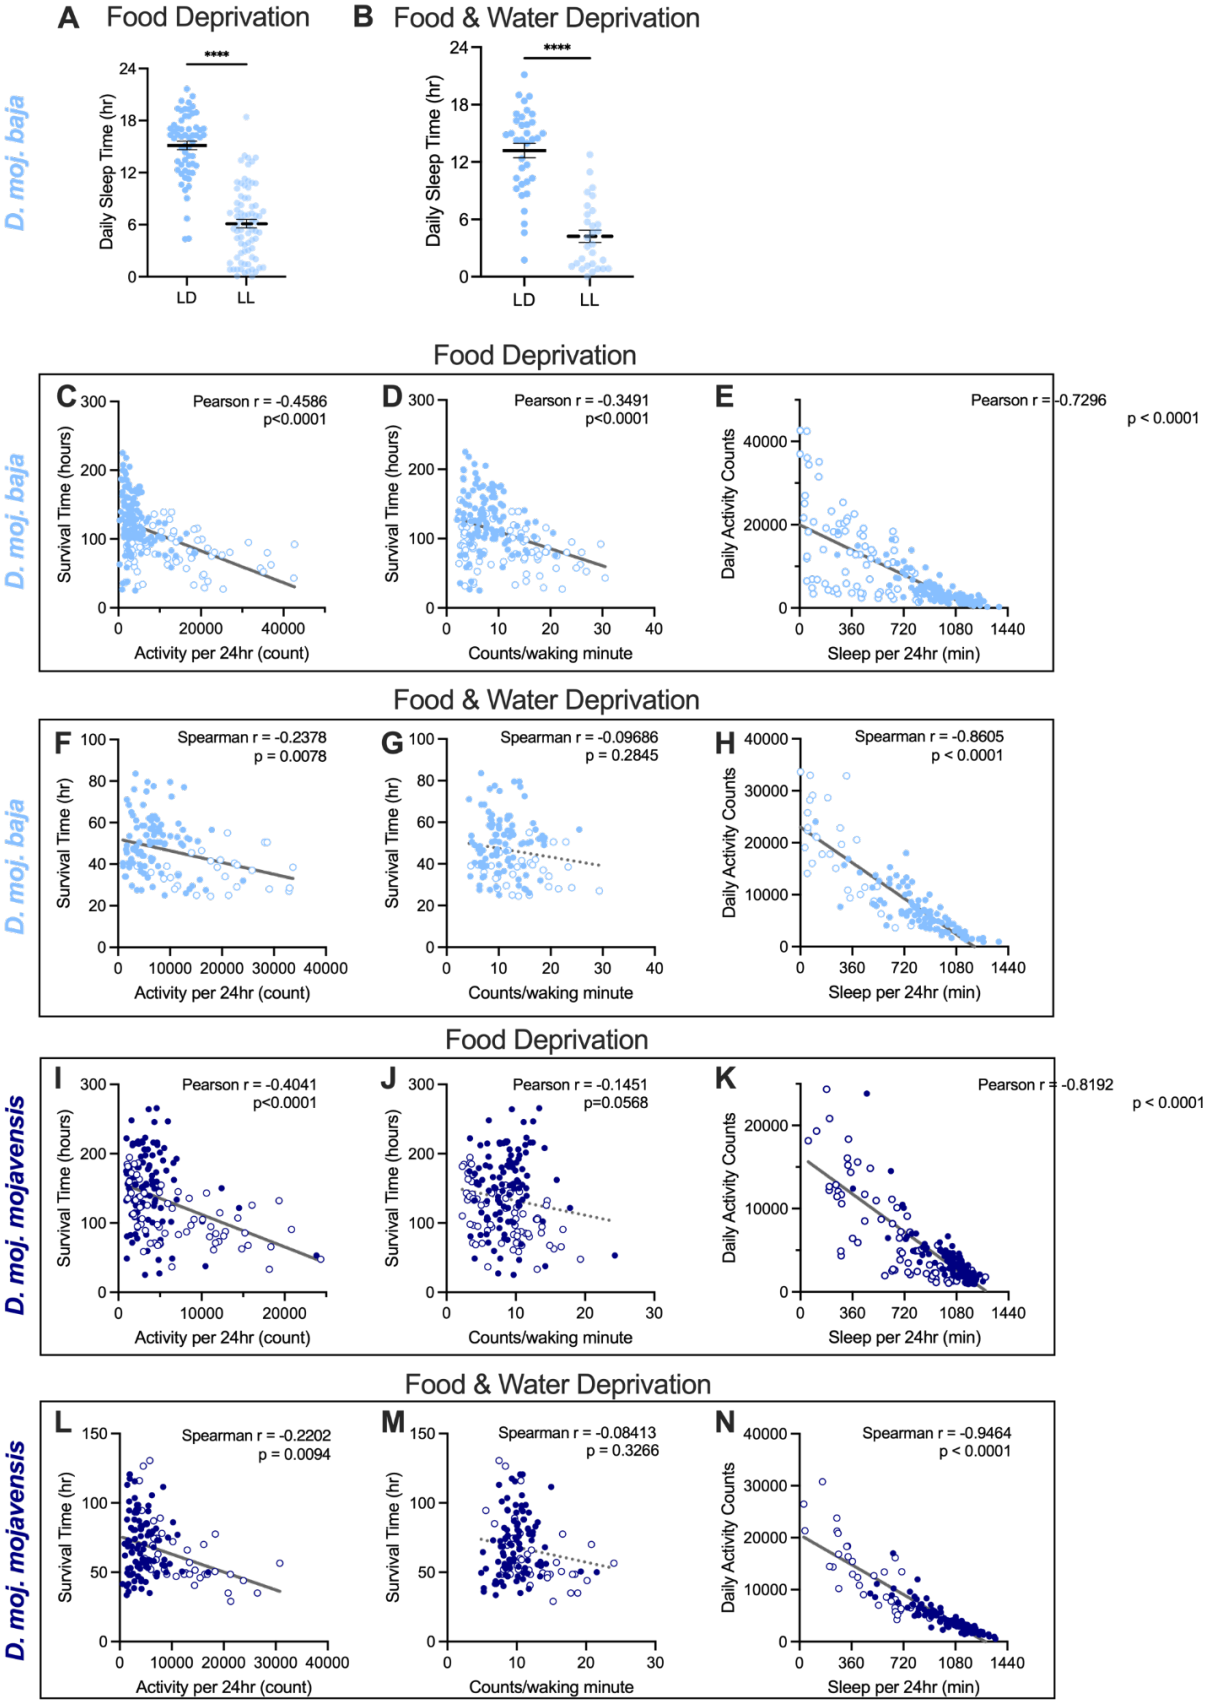 A Food Deprivation
B Food & Water Deprivation
D. moj. baja
Daily Sleep Time (hr)
24
18
12
6
0
****
LD LL
Daily Sleep Time (hr)
24
18
12
6
0
****
LD LL
Food Deprivation
D. moj. baja
C
Pearson r = -0.4586
p<0.0001
Survival Time (hours)
300
200
100
0
0 20000 40000
Activity per 24hr (count)
D
Pearson r = -0.3491
p<0.0001
Survival Time (hours)
300
200
100
0
0 10 20 30 40
Counts/waking minute
E
Pearson r = -0.7296
p < 0.0001
Daily Activity Counts
40000
20000
0
0 360 720 1080 1440
Sleep per 24hr (min)
Food & Water Deprivation
D. moj. baja
F
Spearman r = -0.2378
p = 0.0078
Survival Time (hr)
100
80
60
40
20
0
0 10000 20000 30000 40000
Activity per 24hr (count)
G
Spearman r = -0.09686
p = 0.2845
Survival Time (hr)
100
80
60
40
20
0
0 10 20 30 40
Counts/waking minute
H
Spearman r = -0.8605
p < 0.0001
Daily Activity Counts
40000
30000
20000
10000
0
0 360 720 1080 1440
Sleep per 24hr (min)
Food Deprivation
D. moj. mojavensis
I
Pearson r = -0.4041
p<0.0001
Survival Time (hours)
300
200
100
0
0 10000 20000
Activity per 24hr (count)
J
Pearson r = -0.1451
p=0.0568
Survival Time (hours)
300
200
100
0
0 10 20 30
Counts/waking minute
K
Pearson r = -0.8192
p < 0.0001
Daily Activity Counts
20000
10000
0
0 360 720 1080 1440
Sleep per 24hr (min)
Food & Water Deprivation
D. moj. mojavensis
L
Spearman r = -0.2202
p = 0.0094
Survival Time (hr)
150
100
50
0
0 10000 20000 30000 40000
Activity per 24hr (count)
M
Spearman r = -0.08413
p = 0.3266
Survival Time (hr)
150
100
50
0
0 10 20 30
Counts/waking minute
N
Spearman r = -0.9464
p < 0.0001
Daily Activity Counts
40000
30000
20000
10000
0
0 360 720 1080 1440
Sleep per 24hr (min)